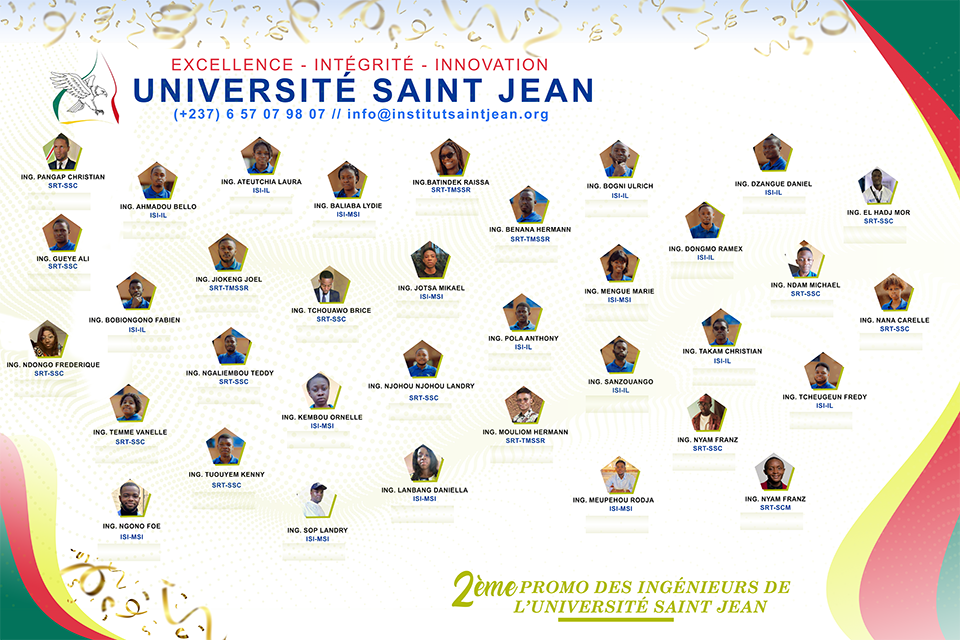 EXCELLENCE - INTÉGRITÉ - INNOVATION
UNIVERSITÉ SAINT JEAN
(+237) 6 57 07 98 07 // info@institutsaintjean.org
ING. PANGAP CHRISTIAN
SRT-SSC
ING. AHMADOU BELLO
ISI-IL
ING. ATEUTCHIA LAURA
ISI-IL
ING. BALIABA LYDIE
ISI-MSI
ING.BATINDEK RAISSA
SRT-TMSSR
ING. BENANA HERMANN
SRT-TMSSR
ING. BOGNI ULRICH
ISI-IL
ING. DZANGUE DANIEL
ISI-IL
ING. EL HADJ MOR
SRT-SSC
ING. GUEYE ALI
SRT-SSC
ING. JIOKENG JOEL
SRT-TMSSR
ING. JOTSA MIKAEL
ISI-MSI
ING. DONGMO RAMEX
ISI-IL
ING. MENGUE MARIE
ISI-MSI
ING. NDAM MICHAEL
SRT-SSC
ING. BOBIONGONO FABIEN
ISI-IL
ING. TCHOUAWO BRICE
SRT-SSC
ING. POLA ANTHONY
ISI-IL
ING. NANA CARELLE
SRT-SSC
ING. NDONGO FREDERIQUE
SRT-SSC
ING. NGALIEMBOU TEDDY
SRT-SSC
ING. NJOHOU NJOHOU LANDRY
SRT-SSC
ING. SANZOUANGO
ISI-IL
ING. TAKAM CHRISTIAN
ISI-IL
ING. TCHEUGEUN FREDY
ISI-IL
ING. TEMME VANELLE
SRT-SSC
ING. KEMBOU ORNELLE
ISI-MSI
ING. MOULIOM HERMANN
SRT-TMSSR
ING. NYAM FRANZ
SRT-SSC
ING. TUOUYEM KENNY
SRT-SSC
ING. LANBANG DANIELLA
ISI-MSI
ING. MEUPEHOU RODJA
ISI-MSI
ING. NYAM FRANZ
SRT-SCM
ING. NGONO FOE
ISI-MSI
ING. SOP LANDRY
ISI-MSI
2ème PROMO DES INGÉNIEURS DE
L'UNIVERSITÉ SAINT JEAN